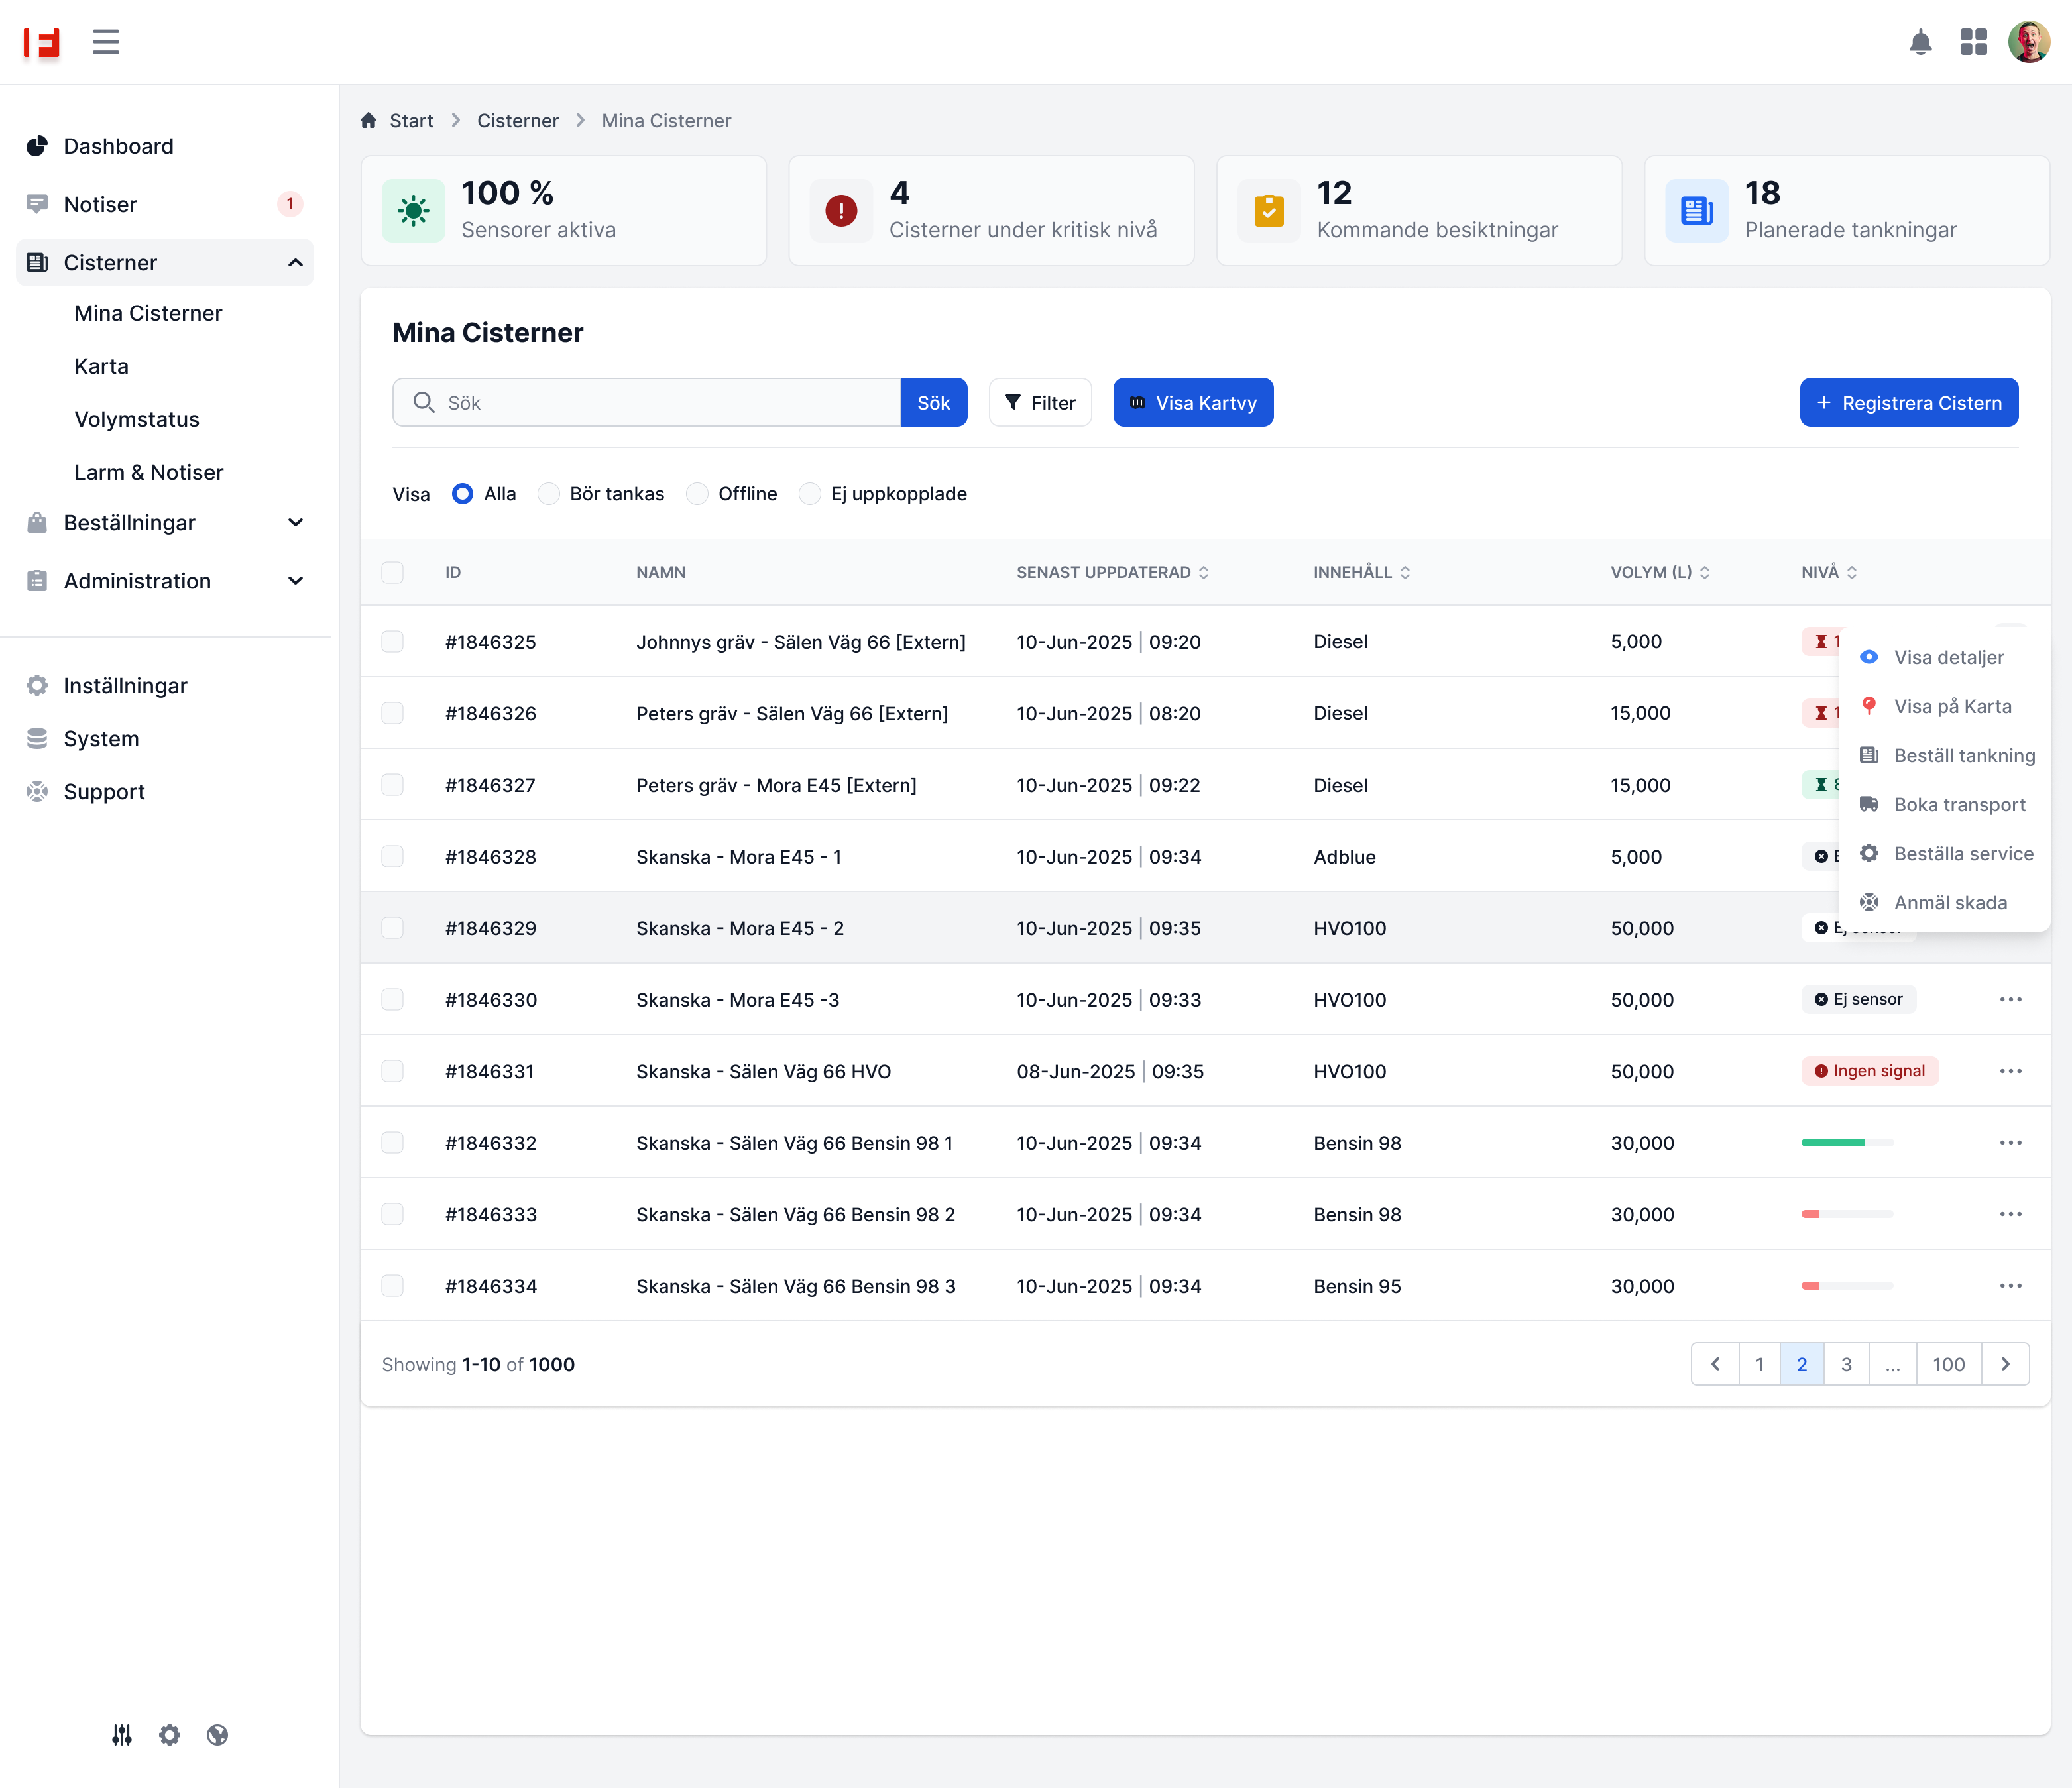 Dashboard
Notiser
1
Cisterner
Mina Cisterner
Karta
Volymstatus
Larm & Notiser
Beställningar
Administration
Inställningar
System
Support
Start
Cisterner
Mina Cisterner
100 %
Sensorer aktiva
4
Cisterner under kritisk nivå
12
Kommande besiktningar
18
Planerade tankningar
Mina Cisterner
Sök
Sök
Filter
Visa Kartvy
Registrera Cistern
Visa Alla Bör tankas Offline Ej uppkopplade
ID NAMN SENAST UPPDATERAD INNEHÅLL VOLYM (L) NIVÅ
#1846325 Johnnys gräv - Sälen Väg 66 [Extern] 10-Jun-2025 | 09:20 Diesel 5,000
#1846326 Peters gräv - Sälen Väg 66 [Extern] 10-Jun-2025 | 08:20 Diesel 15,000
#1846327 Peters gräv - Mora E45 [Extern] 10-Jun-2025 | 09:22 Diesel 15,000
#1846328 Skanska - Mora E45 - 1 10-Jun-2025 | 09:34 Adblue 5,000
#1846329 Skanska - Mora E45 - 2 10-Jun-2025 | 09:35 HVO100 50,000
#1846330 Skanska - Mora E45 -3 10-Jun-2025 | 09:33 HVO100 50,000 Ej sensor
#1846331 Skanska - Sälen Väg 66 HVO 08-Jun-2025 | 09:35 HVO100 50,000 Ingen signal
#1846332 Skanska - Sälen Väg 66 Bensin 98 1 10-Jun-2025 | 09:34 Bensin 98 30,000
#1846333 Skanska - Sälen Väg 66 Bensin 98 2 10-Jun-2025 | 09:34 Bensin 98 30,000
#1846334 Skanska - Sälen Väg 66 Bensin 98 3 10-Jun-2025 | 09:34 Bensin 95 30,000
Visa detaljer
Visa på Karta
Beställ tankning
Boka transport
Beställa service
Anmäl skada
Showing 1-10 of 1000
1 2 3 ... 100